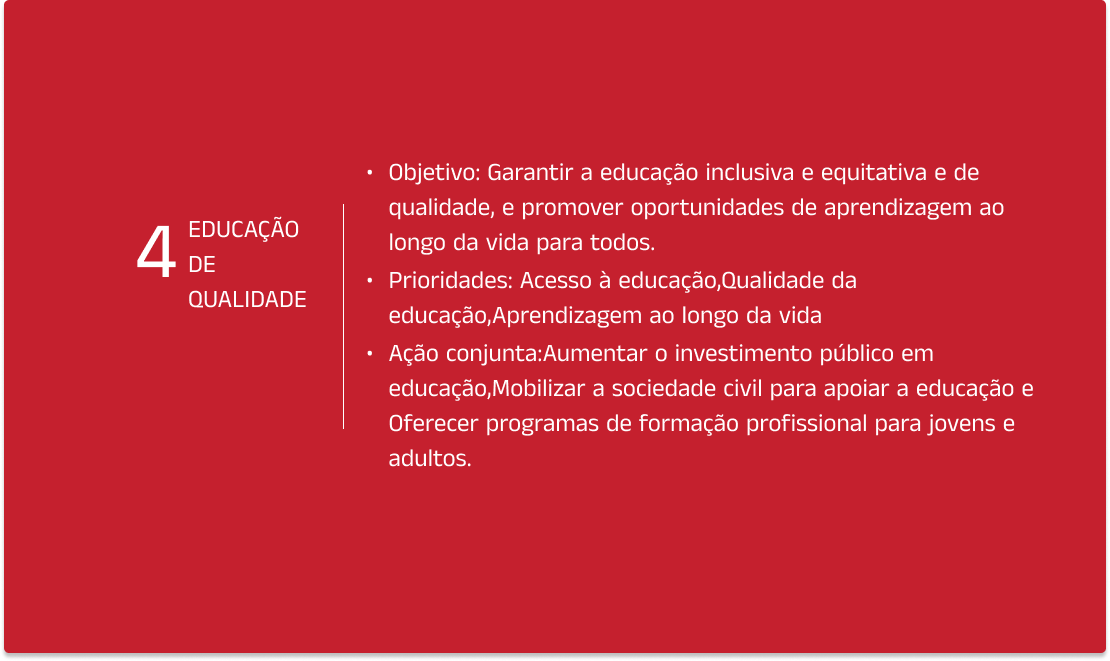 4
EDUCAÇÃO
DE
QUALIDADE
• Objetivo: Garantir a educação inclusiva e equitativa e de
qualidade, e promover oportunidades de aprendizagem ao
longo da vida para todos.
• Prioridades: Acesso à educação,Qualidade da
educação,Aprendizagem ao longo da vida
• Ação conjunta:Aumentar o investimento público em
educação,Mobilizar a sociedade civil para apoiar a educação e
Oferecer programas de formação profissional para jovens e
adultos.